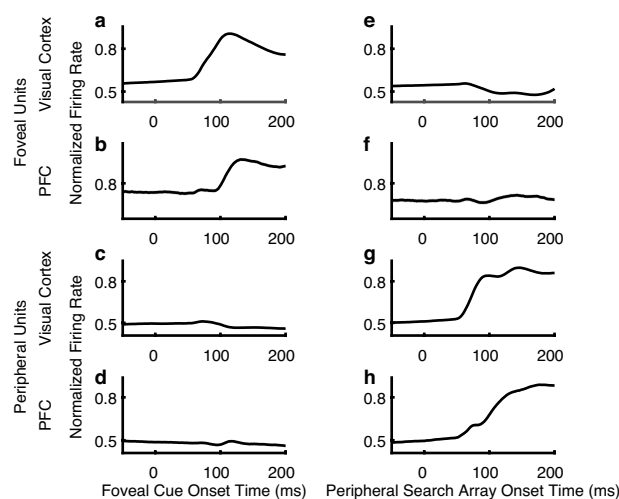 a
e
0.8
0.5
0 100 200
0.8
0.5
0 100 200
b
f
0.8
0 100 200
0.8
0 100 200
c
g
0.8
0.5
0 100 200
0.8
0.5
0 100 200
d
h
0.8
0.5
0 100 200
0.8
0.5
0 100 200
Foveal Units
Visual Cortex
PFC
Normalized Firing Rate
Peripheral Units
Visual Cortex
PFC
Normalized Firing Rate
Foveal Cue Onset Time (ms)
Peripheral Search Array Onset Time (ms)